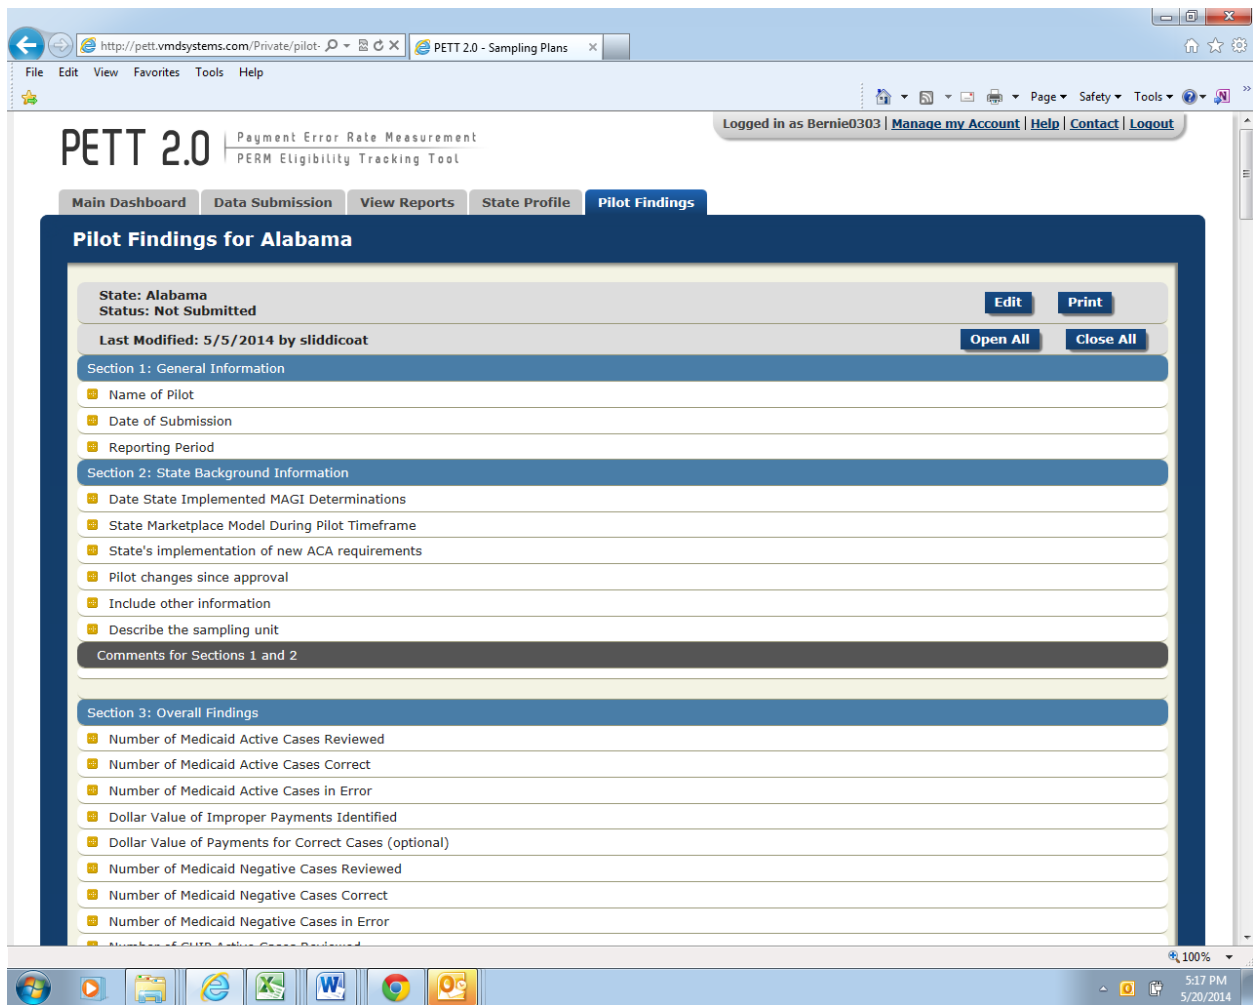 http://pett.vmdsystems.com/Private/pilot-
PETT 2.0 - Sampling Plans
File Edit View Favorites Tools Help
Page Safety Tools
Logged in as Bernie0303 | Manage my Account | Help | Contact | Logout
PETT 2.0
Payment Error Rate Measurement
PERM Eligibility Tracking Tool
Main Dashboard
Data Submission
View Reports
State Profile
Pilot Findings
Pilot Findings for Alabama
State: Alabama
Status: Not Submitted
Edit
Print
Last Modified: 5/5/2014 by sliddicoat
Open All
Close All
Section 1: General Information
Name of Pilot
Date of Submission
Reporting Period
Section 2: State Background Information
Date State Implemented MAGI Determinations
State Marketplace Model During Pilot Timeframe
State's implementation of new ACA requirements
Pilot changes since approval
Include other information
Describe the sampling unit
Comments for Sections 1 and 2
Section 3: Overall Findings
Number of Medicaid Active Cases Reviewed
Number of Medicaid Active Cases Correct
Number of Medicaid Active Cases in Error
Dollar Value of Improper Payments Identified
Dollar Value of Payments for Correct Cases (optional)
Number of Medicaid Negative Cases Reviewed
Number of Medicaid Negative Cases Correct
Number of Medicaid Negative Cases in Error
Number of CHIP Active Cases Reviewed
100%
5:17 PM
5/20/2014